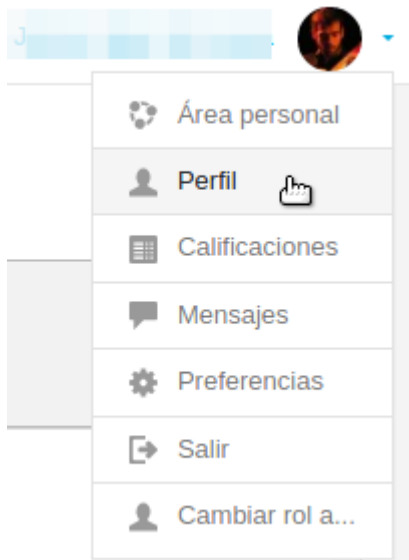 Área personal
Perfil
Calificaciones
Mensajes
Preferencias
Salir
Cambiar rol a...